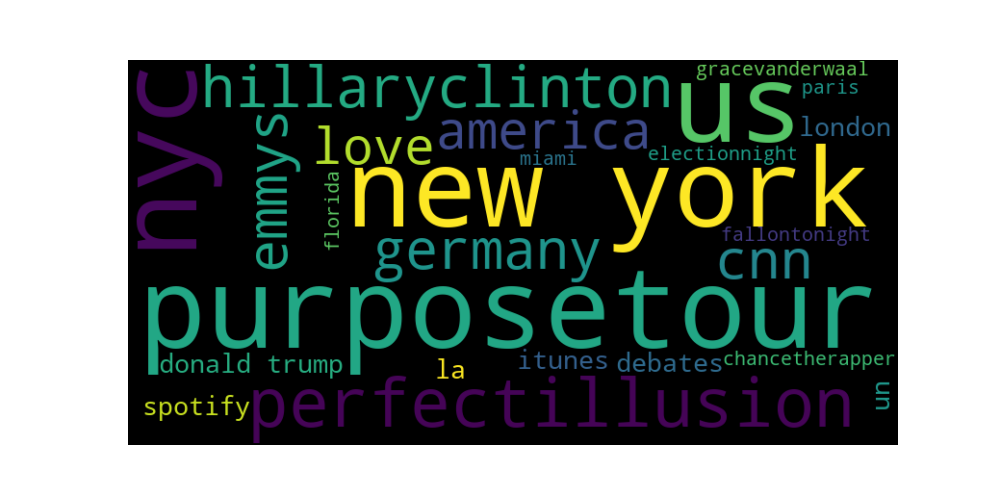 nyc
hillaryclinton
us
gracevanderwaal
paris
emmys
love
america
london
miami
electionnight
florida
new york
fallontonight
germany
cnn
purposetour
donald trump
la
itunes
debates
chancetherapper
spotify
perfectillusion
un